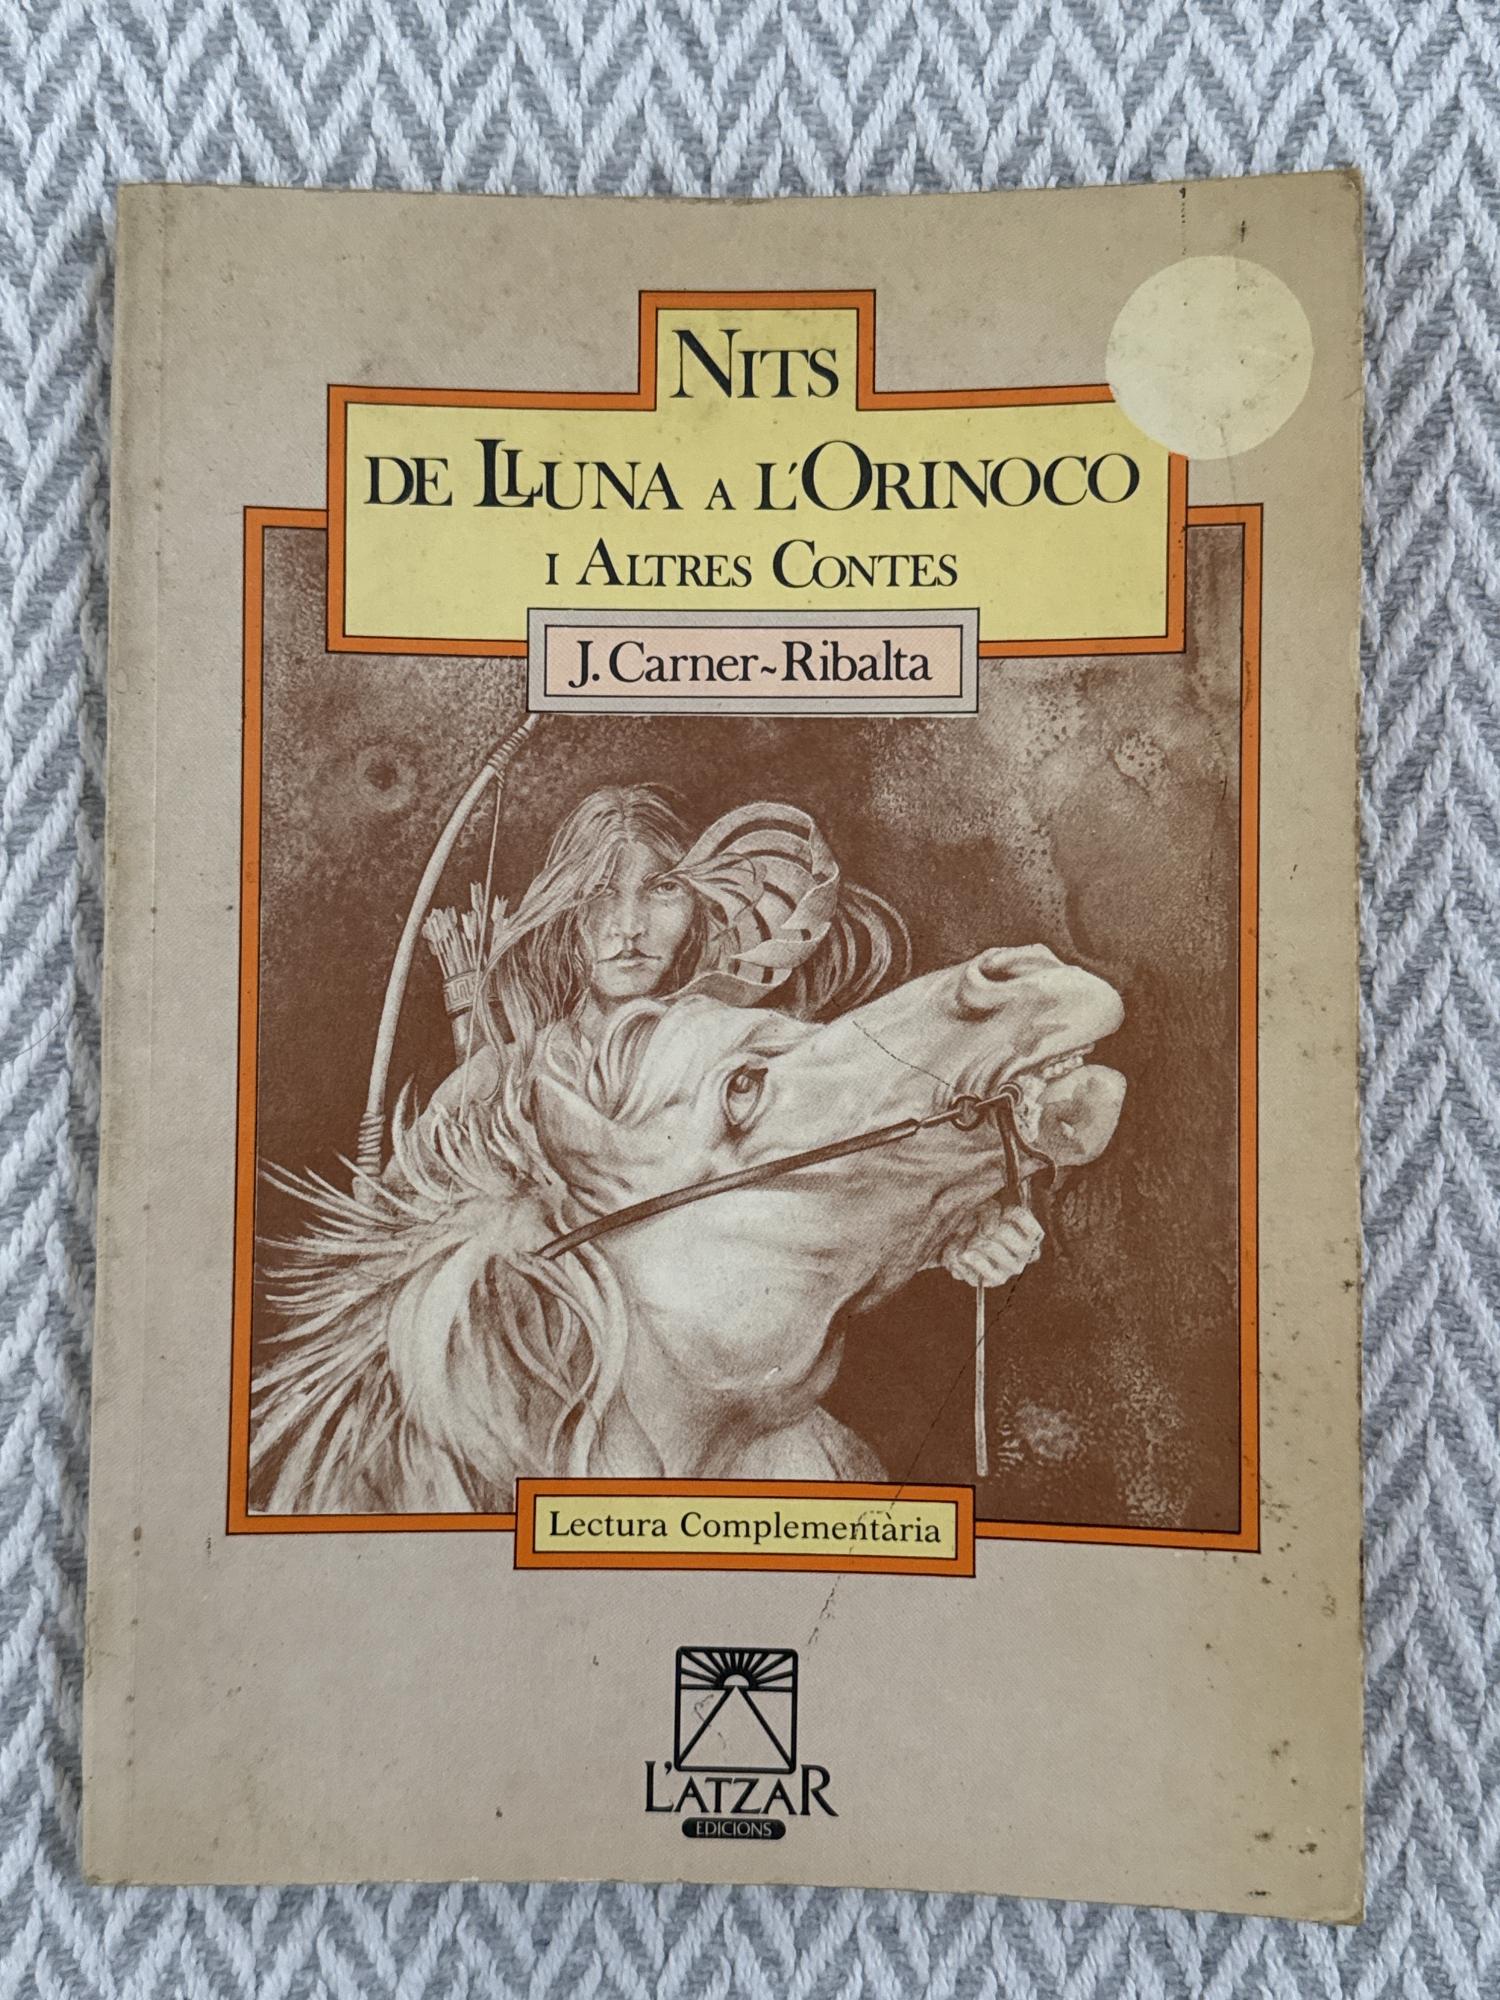 NITS
DE LLUNA A L'ORINOCO
I ALTRES CONTES
J. Carner~Ribalta
Lectura Complementària
L'ATZAR
EDICIONS